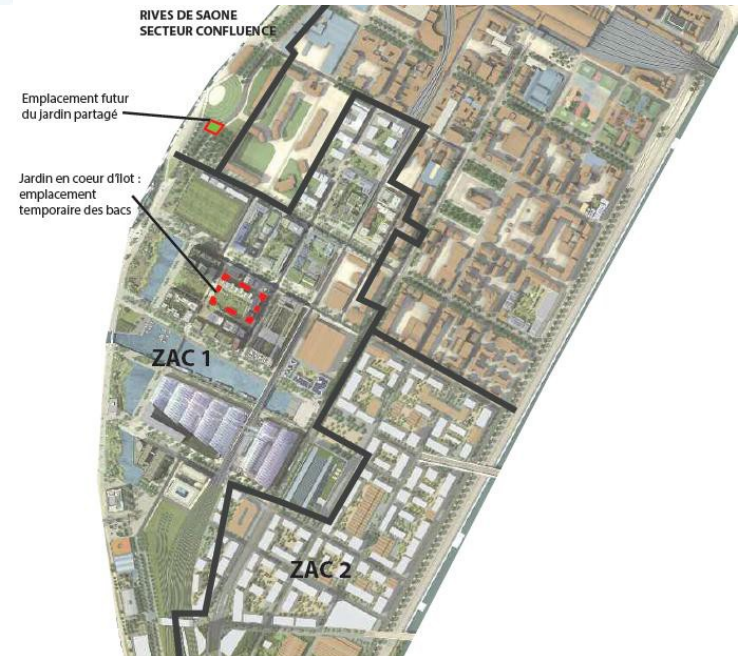 RIVES DE SAONE
SECTEUR CONFLUENCE
Emplacement futur
du jardin partagé
Jardin en coeur d'îlot :
emplacement
temporaire des bacs
ZAC 1
ZAC 2